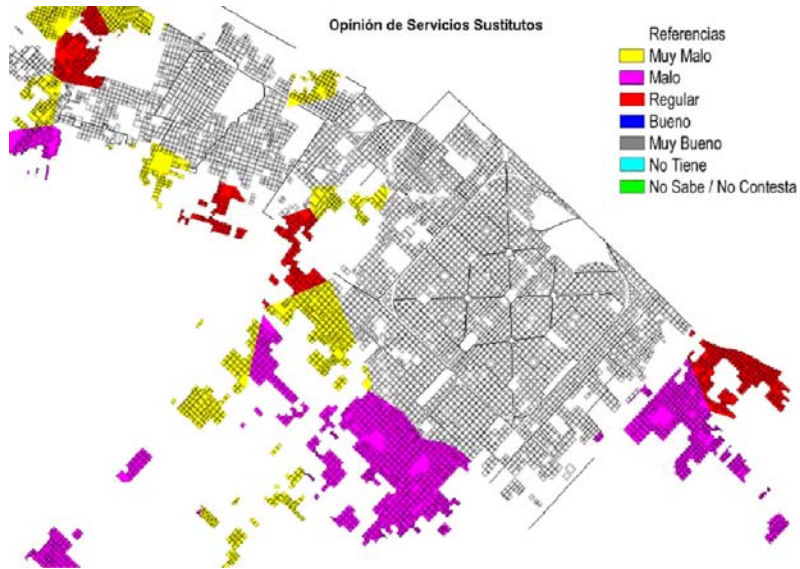 Opinión de Servicios Sustitutos
Referencias
Muy Malo
Malo
Regular
Bueno
Muy Bueno
No Tiene
No Sabe / No Contesta